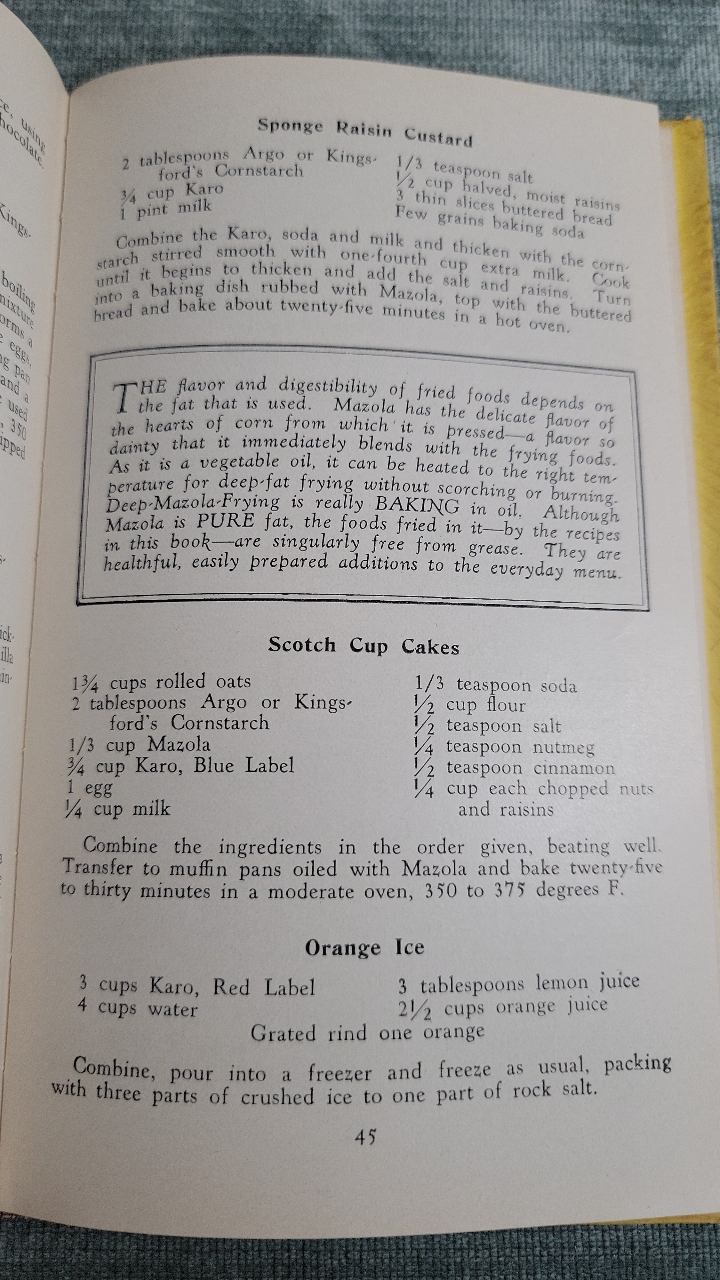 ce, using
hocolate.
Kings-
boiling
mixture
orms a
e eggs,
ng pan
and a
used
350
upped
Sponge Raisin Custard
2 tablespoons Argo or Kings-
ford's Cornstarch
¾ cup Karo
1 pint milk
1/3 teaspoon salt
½ cup halved, moist raisins
3 thin slices buttered bread
Few grains baking soda
Combine the Karo, soda and milk and thicken with the corn-
starch stirred smooth with one-fourth cup extra milk. Cook
until it begins to thicken and add the salt and raisins. Turn
into a baking dish rubbed with Mazola, top with the buttered
bread and bake about twenty-five minutes in a hot oven.
THE flavor and digestibility of fried foods depends on
the fat that is used. Mazola has the delicate flavor of
the hearts of corn from which it is pressed—a flavor so
dainty that it immediately blends with the frying foods.
As it is a vegetable oil, it can be heated to the right tem-
perature for deep-fat frying without scorching or burning.
Deep-Mazola-Frying is really BAKING in oil. Although
Mazola is PURE fat, the foods fried in it—by the recipes
in this book—are singularly free from grease. They are
healthful, easily prepared additions to the everyday menu.
Scotch Cup Cakes
1¾ cups rolled oats
2 tablespoons Argo or Kings-
ford's Cornstarch
1/3 cup Mazola
¾ cup Karo, Blue Label
1 egg
¼ cup milk
1/3 teaspoon soda
½ cup flour
½ teaspoon salt
¼ teaspoon nutmeg
½ teaspoon cinnamon
¼ cup each chopped nuts
and raisins
Combine the ingredients in the order given, beating well.
Transfer to muffin pans oiled with Mazola and bake twenty-five
to thirty minutes in a moderate oven, 350 to 375 degrees F.
Orange Ice
3 cups Karo, Red Label
4 cups water
3 tablespoons lemon juice
2½ cups orange juice
Grated rind one orange
Combine, pour into a freezer and freeze as usual, packing
with three parts of crushed ice to one part of rock salt.
45